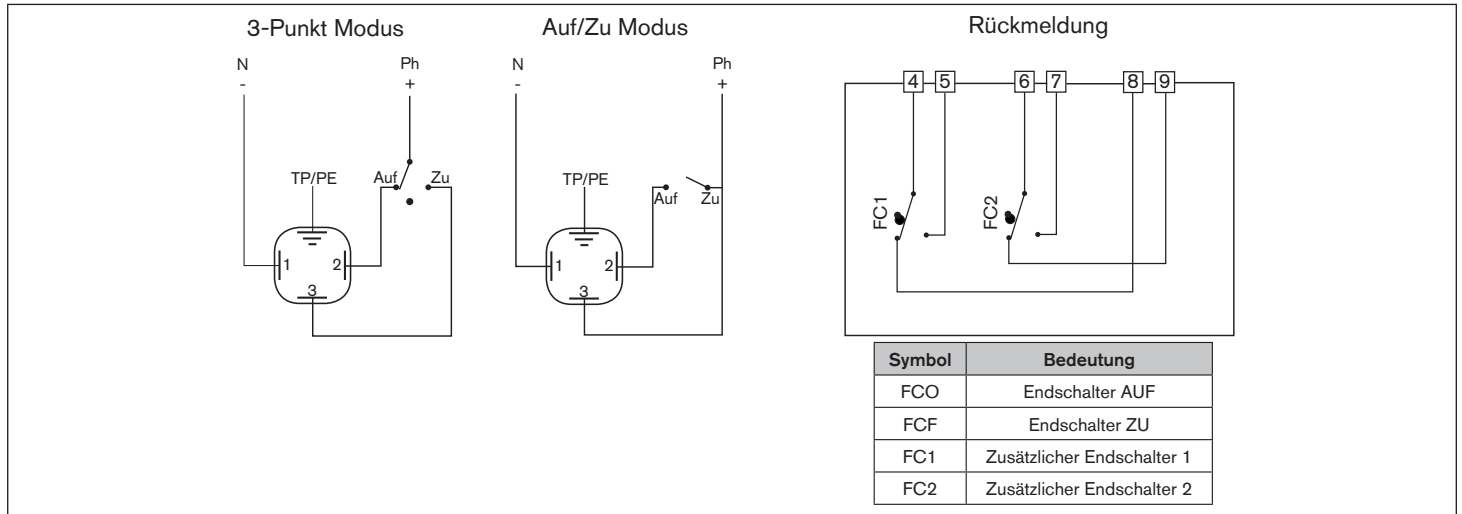 3-Punkt Modus
Auf/Zu Modus
Rückmeldung
N
-
Ph
+
TP/PE
Auf
Zu
1
2
3
N
-
Ph
+
TP/PE
Auf
Zu
1
2
3
4
5
6
7
8
9
FC1
FC2
Symbol Bedeutung
FCO Endschalter AUF
FCF Endschalter ZU
FC1 Zusätzlicher Endschalter 1
FC2 Zusätzlicher Endschalter 2